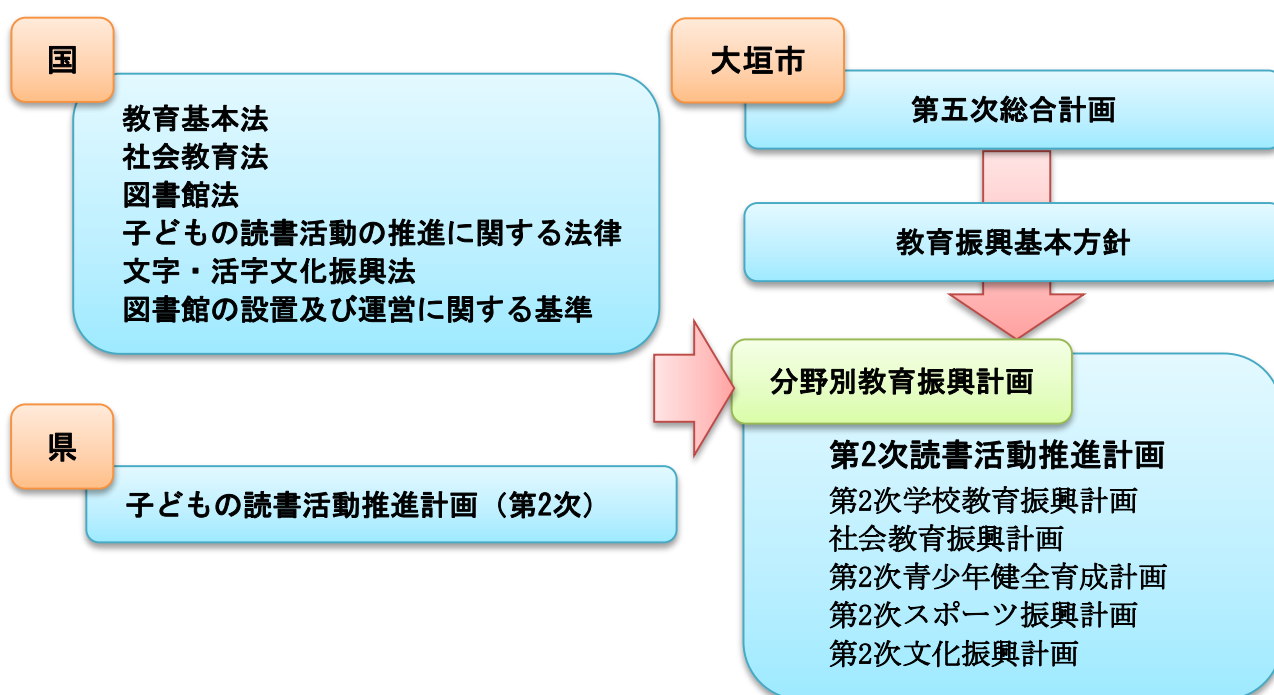 国
教育基本法
社会教育法
図書館法
子どもの読書活動の推進に関する法律
文字・活字文化振興法
図書館の設置及び運営に関する基準
県
子どもの読書活動推進計画（第2次）
大垣市
第五次総合計画
教育振興基本方針
分野別教育振興計画
第2次読書活動推進計画
第2次学校教育振興計画
社会教育振興計画
第2次青少年健全育成計画
第2次スポーツ振興計画
第2次文化振興計画